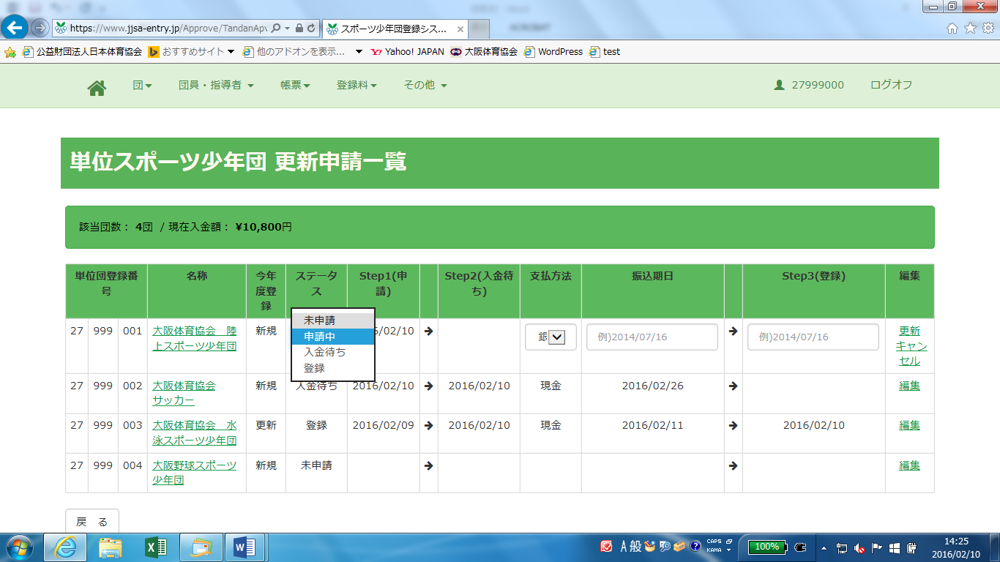 https://www.jjsa-entry.jp/Approve/TandanApv
スポーツ少年団登録シス...
公益財団法人日本体育協会 おすすめサイト 他のアドオンを表示... Yahoo! JAPAN 大阪体育協会 WordPress test
団 団員・指導者 帳票 登録料 その他 27999000 ログオフ
単位スポーツ少年団 更新申請一覧
該当団数： 4団 / 現在入金額： ¥10,800円
単位団登録番号 名称 今年度登録 ステータス Step1(申請) Step2(入金待ち) 支払方法 振込期日 Step3(登録) 編集
27 999 001 大阪体育協会　陸上スポーツ少年団 新規 /02/10 銀 例)2014/07/16 例)2014/07/16 更新 キャンセル
未申請
申請中
入金待ち
登録
27 999 002 大阪体育協会　サッカー 新規 入金待ち 2016/02/10 2016/02/10 現金 2016/02/26 編集
27 999 003 大阪体育協会　水泳スポーツ少年団 更新 登録 2016/02/09 2016/02/10 現金 2016/02/11 2016/02/10 編集
27 999 004 大阪野球スポーツ少年団 新規 未申請 編集
戻　る
A 般 CAPS KANA 100% 14:25
2016/02/10